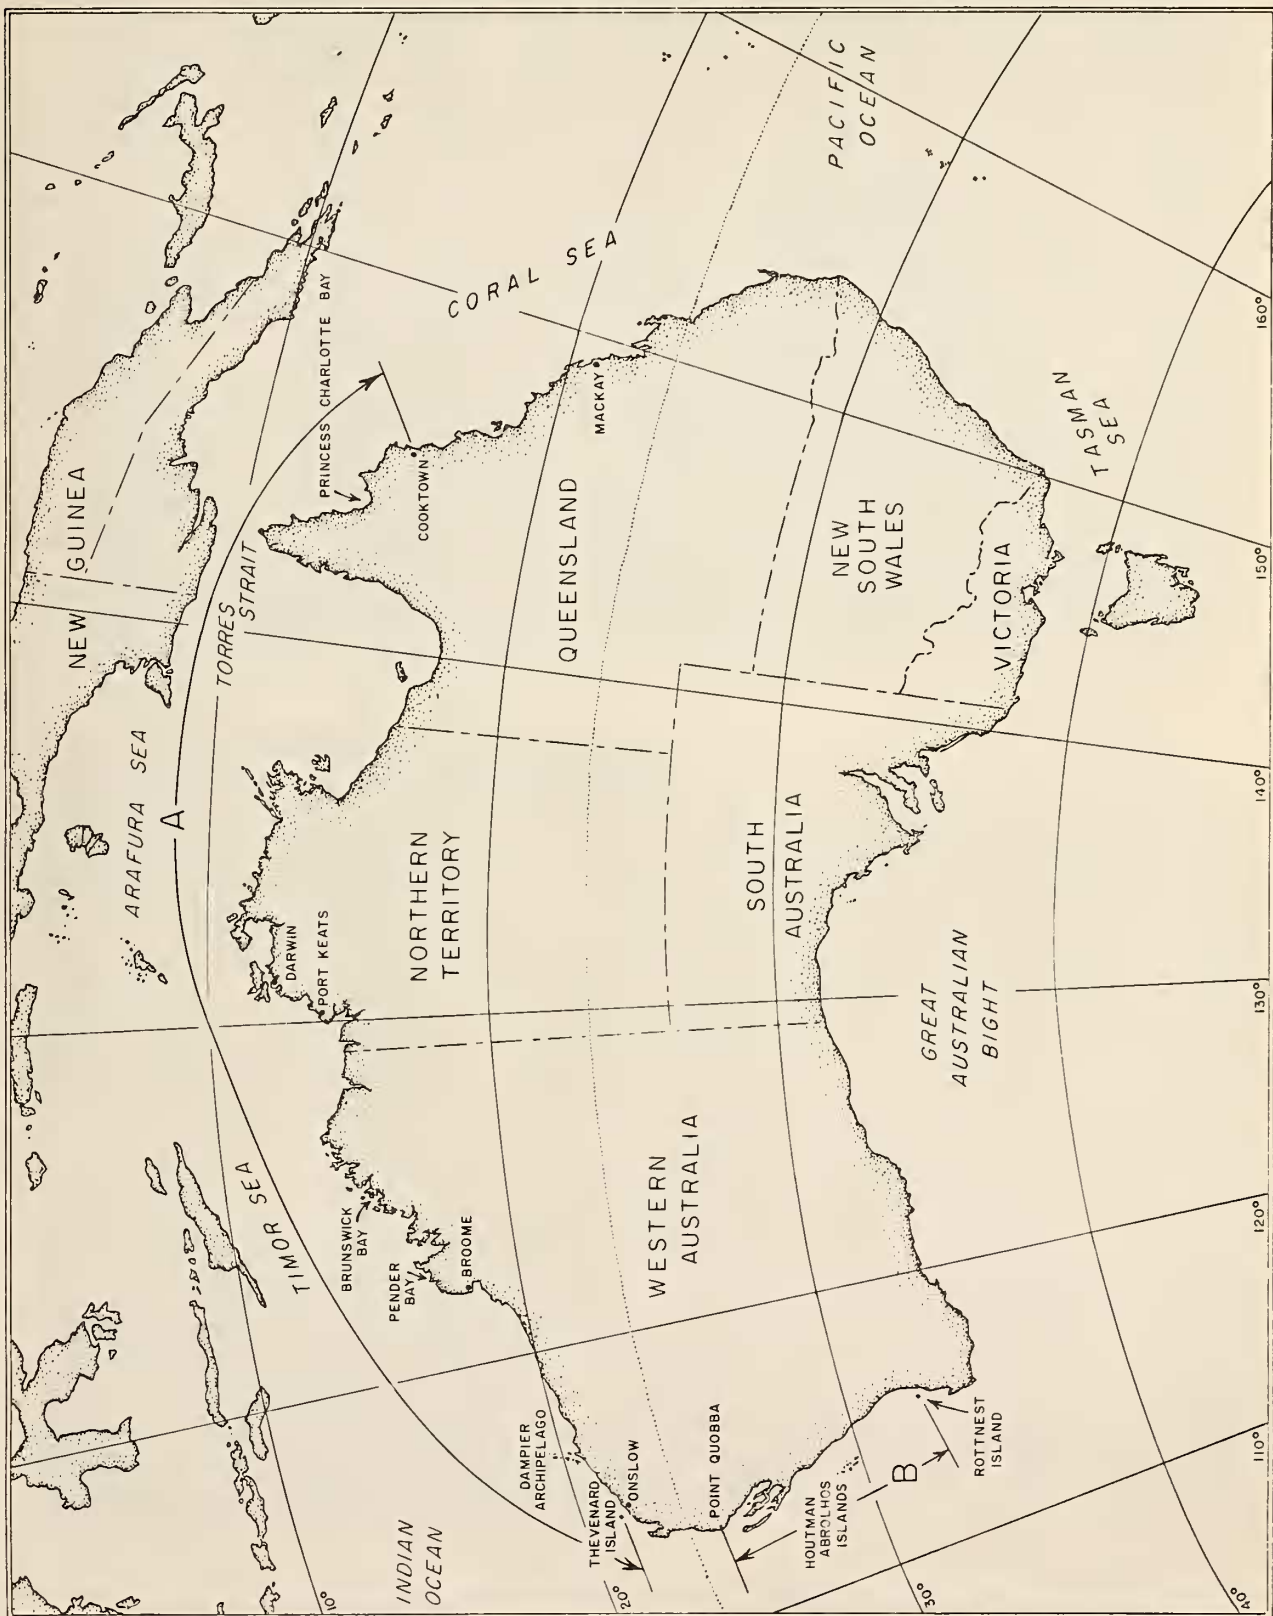 NEW GUINEA
ARAFURA SEA
A
TORRES
STRAIT
TIMOR SEA
INDIAN
OCEAN
CORAL SEA
PACIFIC
OCEAN
TASMAN
SEA
GREAT
AUSTRALIAN
BIGHT
PRINCESS CHARLOTTE BAY
COOKTOWN
MACKAY
QUEENSLAND
NEW
SOUTH
WALES
VICTORIA
NORTHERN
TERRITORY
SOUTH
AUSTRALIA
WESTERN
AUSTRALIA
DARWIN
PORT KEATS
BRUNSWICK
BAY
PENDER
BAY
BROOME
DAMPIER
ARCHIPELAGO
THEVENARD
ISLAND
ONSLOW
POINT QUOBBA
HOUTMAN
ABROLHOS
ISLANDS
B
ROTTNEST
ISLAND
10°
20°
30°
40°
110°
120°
130°
140°
150°
160°